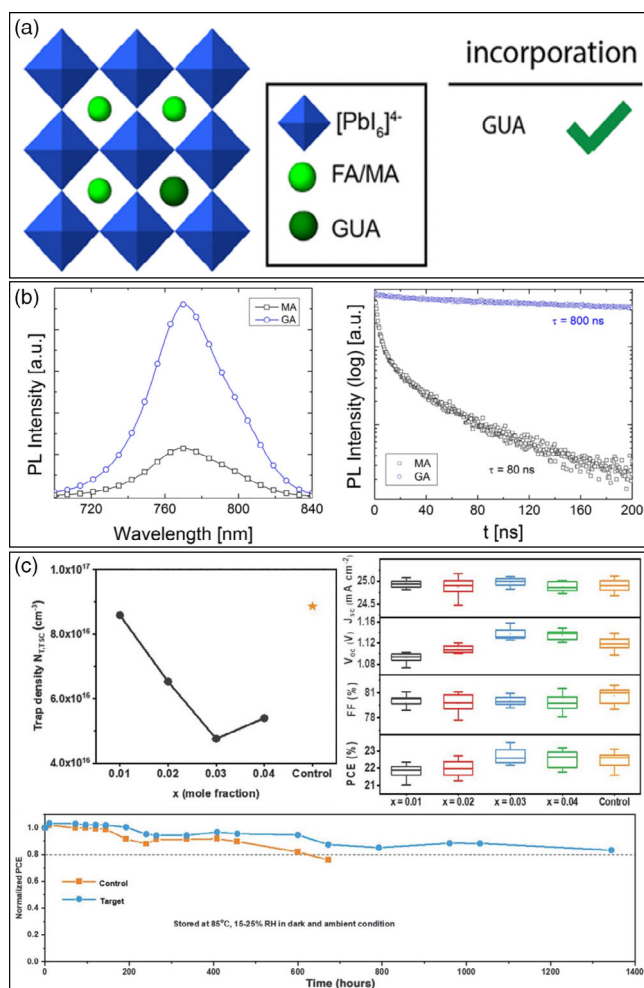 (a)
incorporation
[PbI6]4-
FA/MA
GUA
GUA
(b)
PL Intensity [a.u.]
MA
GA
720 760 800 840
Wavelength [nm]
PL Intensity (log) [a.u.]
τ = 800 ns
MA
GA
τ = 80 ns
0 40 80 120 160 200
t [ns]
(c)
Trap density NT,TSC (cm-3)
1.0x10^17
8.0x10^16
6.0x10^16
4.0x10^16
0.01 0.02 0.03 0.04 Control
x (mole fraction)
Jsc (mA cm-2)
25.0
24.5
Voc (V)
1.16
1.12
1.08
FF (%)
81
78
PCE (%)
23
22
21
x = 0.01 x = 0.02 x = 0.03 x = 0.04 Control
Normalized PCE
1.0
0.8
0.6
0.4
0.2
0.0
Control
Target
Stored at 85°C, 15-25% RH in dark and ambient condition
0 200 400 600 800 1000 1200 1400
Time (hours)